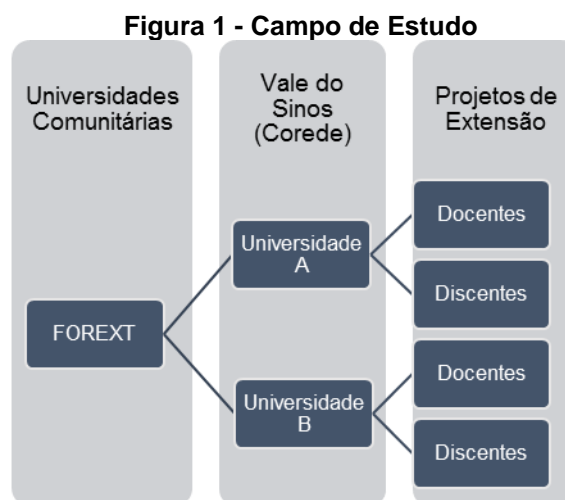 Figura 1 - Campo de Estudo
Universidades
Comunitárias
Vale do
Sinos
(Corede)
Projetos de
Extensão
FOREXT
Universidade
A
Universidade
B
Docentes
Discentes
Docentes
Discentes